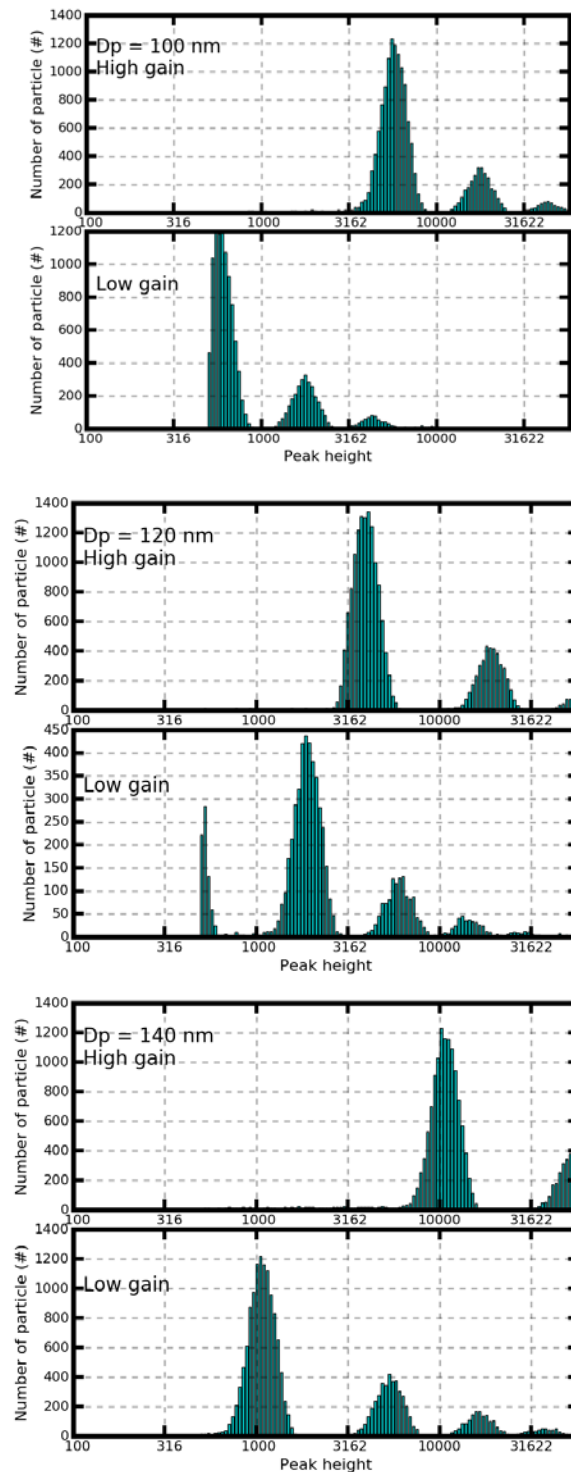 1400
1200
1000
800
600
400
200
0
Number of particle (#)
Dp = 100 nm
High gain
100 316 1000 3162 10000 31622
1200
1000
800
600
400
200
0
Number of particle (#)
Low gain
100 316 1000 3162 10000 31622
Peak height
1400
1200
1000
800
600
400
200
0
Number of particle (#)
Dp = 120 nm
High gain
100 316 1000 3162 10000 31622
450
400
350
300
250
200
150
100
50
0
Number of particle (#)
Low gain
100 316 1000 3162 10000 31622
Peak height
1400
1200
1000
800
600
400
200
0
Number of particle (#)
Dp = 140 nm
High gain
100 316 1000 3162 10000 31622
1400
1200
1000
800
600
400
200
0
Number of particle (#)
Low gain
100 316 1000 3162 10000 31622
Peak height